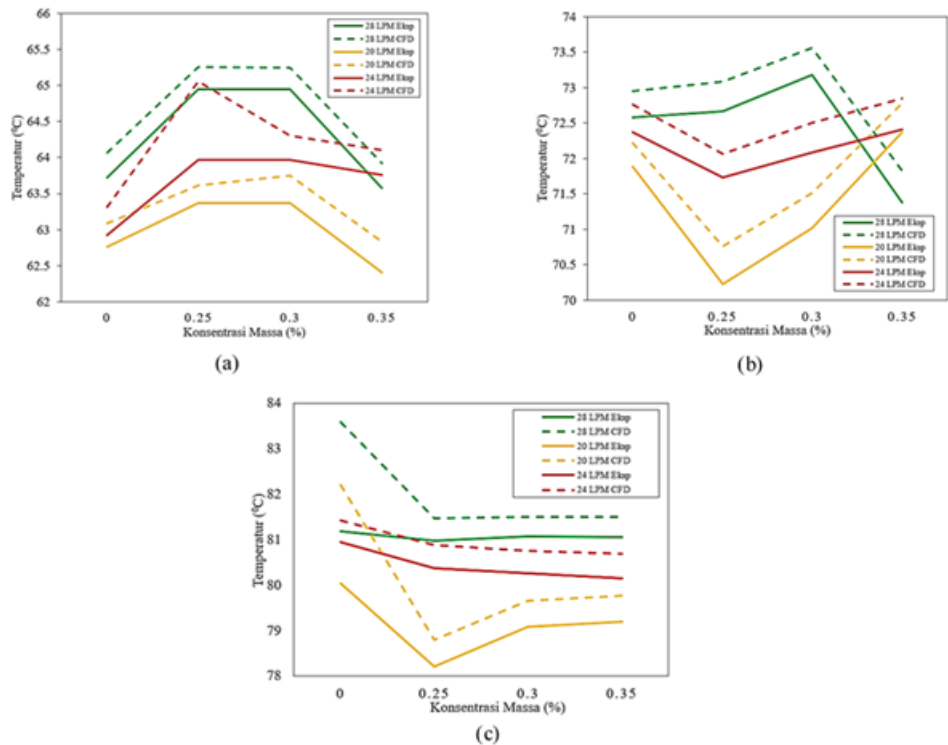 66
65.5
65
64.5
64
63.5
63
62.5
62
Temperatur (⁰C)
28 LPM Eksp
28 LPM CFD
20 LPM Eksp
20 LPM CFD
24 LPM Eksp
24 LPM CFD
0 0.25 0.3 0.35
Konsentrasi Massa (%)
(a)
74
73.5
73
72.5
72
71.5
71
70.5
70
Temperatur (⁰C)
28 LPM Eksp
28 LPM CFD
20 LPM Eksp
20 LPM CFD
24 LPM Eksp
24 LPM CFD
0 0.25 0.3 0.35
Konsentrasi Massa (%)
(b)
84
83
82
81
80
79
78
Temperatur (⁰C)
28 LPM Eksp
28 LPM CFD
20 LPM Eksp
20 LPM CFD
24 LPM Eksp
24 LPM CFD
0 0.25 0.3 0.35
Konsentrasi Massa (%)
(c)